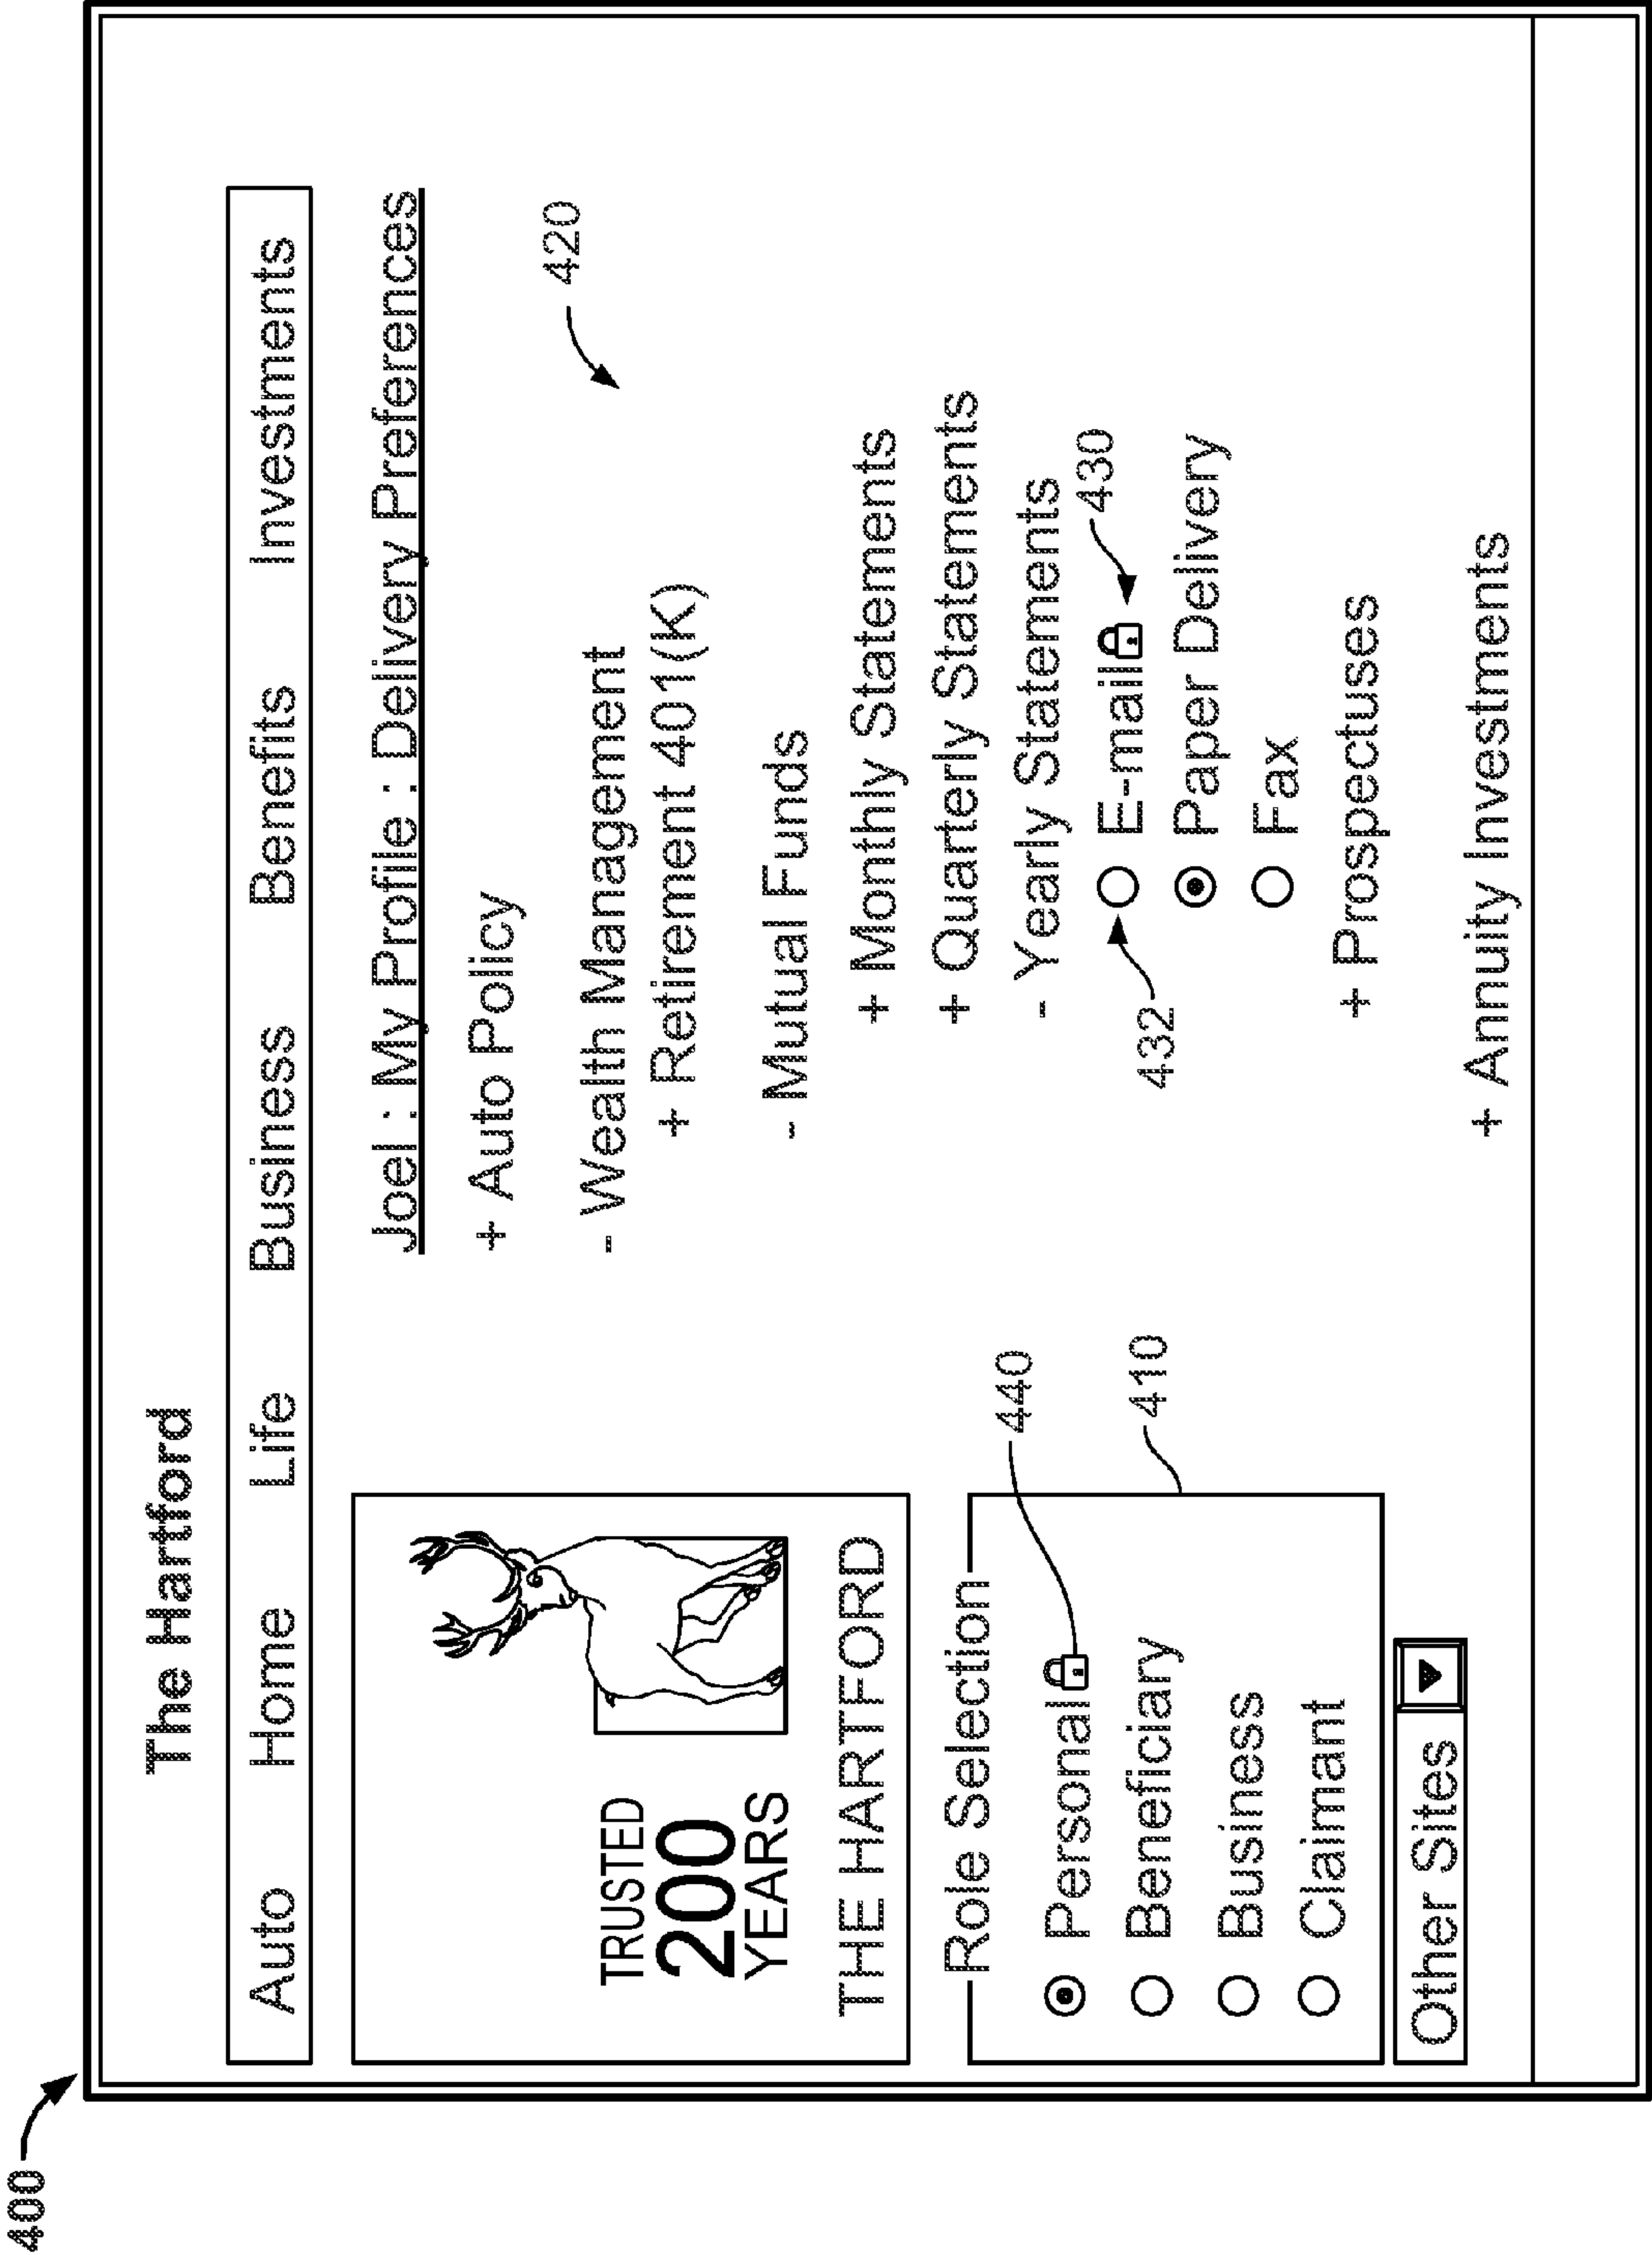 400
The Hartford
Auto Home Life Business Benefits Investments
TRUSTED
200
YEARS
THE HARTFORD
Role Selection
440
Personal
Beneficiary
Business
Claimant
410
Other Sites
Joel : My Profile : Delivery Preferences
420
+ Auto Policy
- Wealth Management
+ Retirement 401(K)
- Mutual Funds
+ Monthly Statements
+ Quarterly Statements
- Yearly Statements
432
E-mail
430
Paper Delivery
Fax
+ Prospectuses
+ Annuity Investments